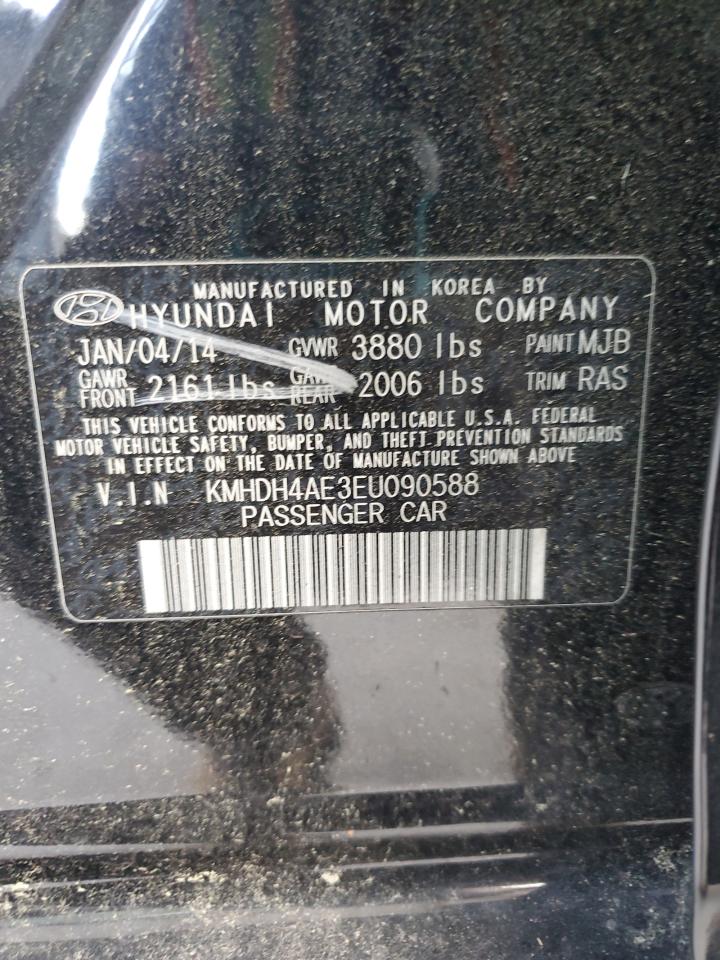 MANUFACTURED IN KOREA BY
HYUNDAI MOTOR COMPANY
JAN/04/14 GVWR 3880 lbs PAINT MJB
GAWR FRONT 2161 lbs GAWR REAR 2006 lbs TRIM RAS
THIS VEHICLE CONFORMS TO ALL APPLICABLE U.S.A. FEDERAL
MOTOR VEHICLE SAFETY, BUMPER, AND THEFT PREVENTION STANDARDS
IN EFFECT ON THE DATE OF MANUFACTURE SHOWN ABOVE
V.I.N KMHDH4AE3EU090588
PASSENGER CAR